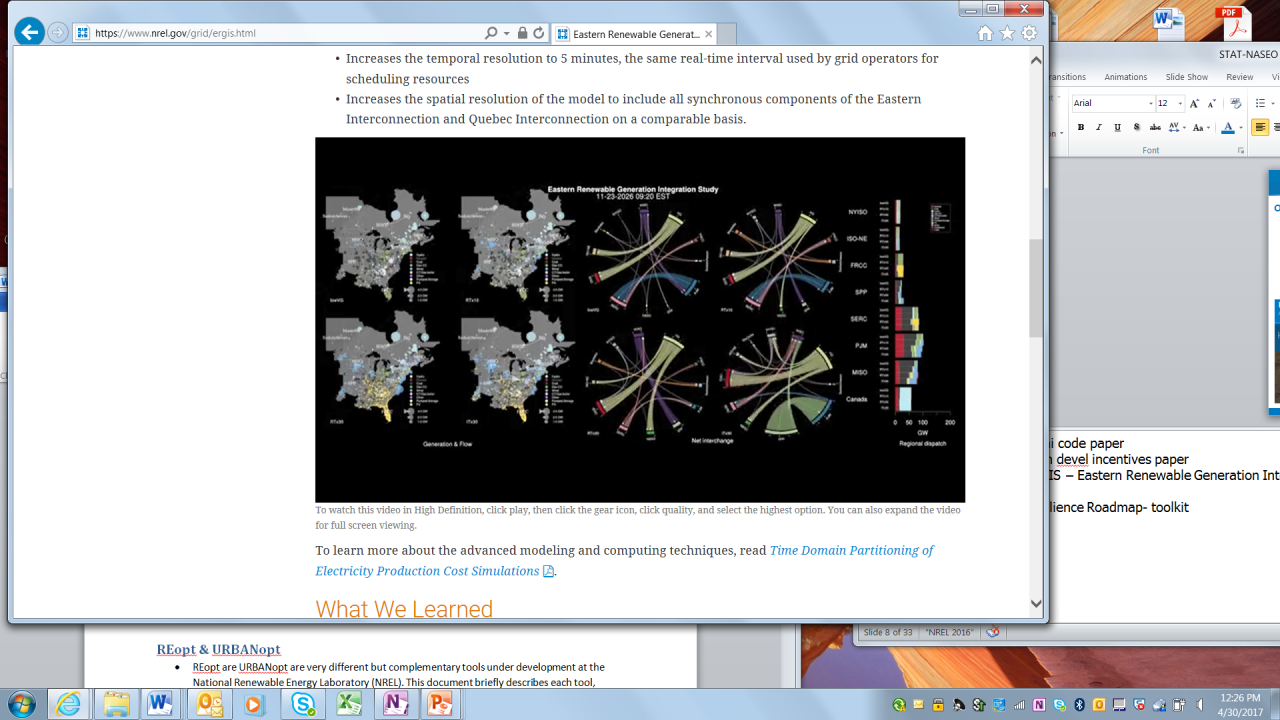 https://www.nrel.gov/grid/ergis.html
Eastern Renewable Generat...
• Increases the temporal resolution to 5 minutes, the same real-time interval used by grid operators for
scheduling resources
• Increases the spatial resolution of the model to include all synchronous components of the Eastern
Interconnection and Quebec Interconnection on a comparable basis.
Eastern Renewable Generation Integration Study
11-23-2026 09:20 EST
NYISO
ISO-NE
FRCC
SPP
SERC
PJM
MISO
Canada
0 50 100 200
GW
Generation & Flow
Net interchange
Regional dispatch
To watch this video in High Definition, click play, then click the gear icon, click quality, and select the highest option. You can also expand the video
for full screen viewing.
To learn more about the advanced modeling and computing techniques, read Time Domain Partitioning of
Electricity Production Cost Simulations.
What We Learned
STAT-NASEO
ransitions Animations Slide Show Review Vi
Arial 12
B I U S abc AV Aa A
Font
i code paper
devel incentives paper
IS – Eastern Renewable Generation Int
lience Roadmap- toolkit
Slide 8 of 33 "NREL 2016"
REopt & URBANopt
• REopt are URBANopt are very different but complementary tools under development at the
National Renewable Energy Laboratory (NREL). This document briefly describes each tool,
12:26 PM
4/30/2017